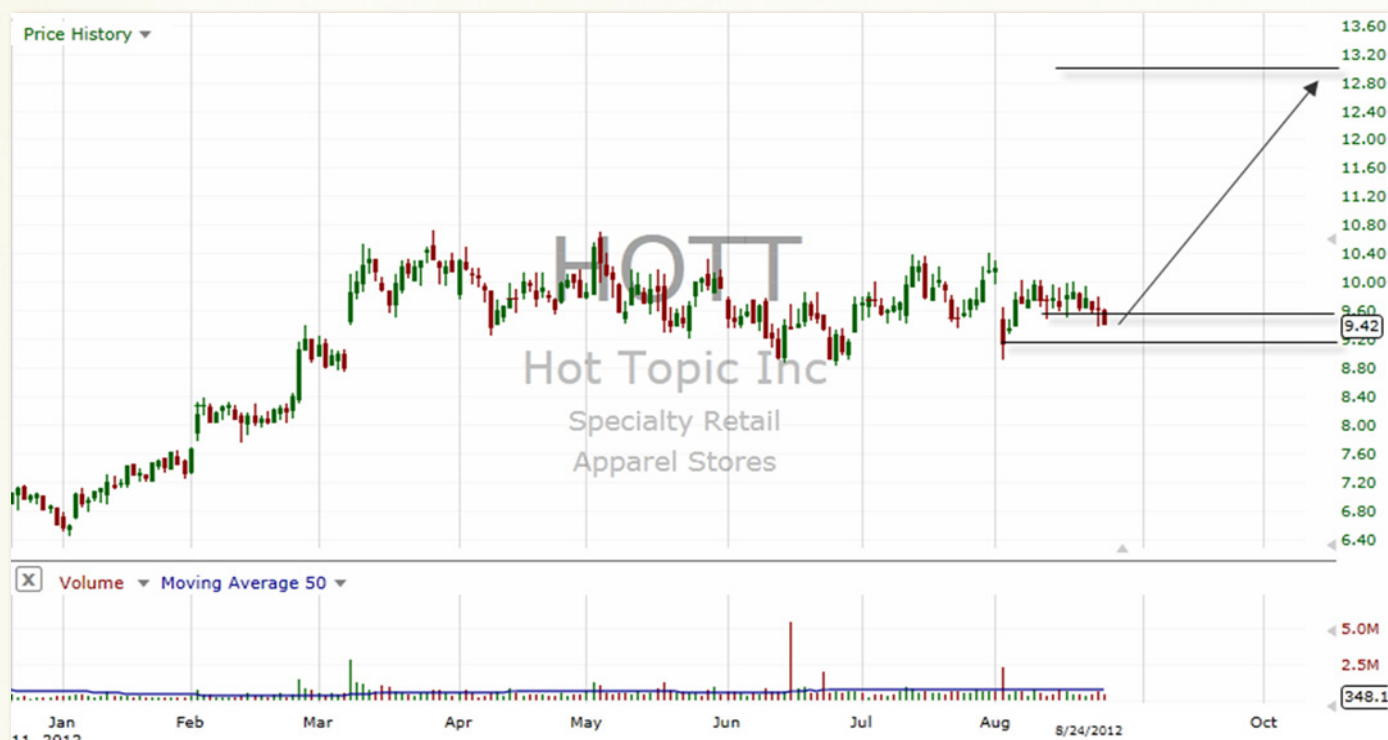 Price History
13.60
13.20
12.80
12.40
12.00
11.60
11.20
10.80
10.40
10.00
9.60
9.42
9.20
8.80
8.40
8.00
7.60
7.20
6.80
6.40
HOTT
Hot Topic Inc
Specialty Retail
Apparel Stores
X Volume Moving Average 50
5.0M
2.5M
348.1
Jan Feb Mar Apr May Jun Jul Aug 8/24/2012 Oct